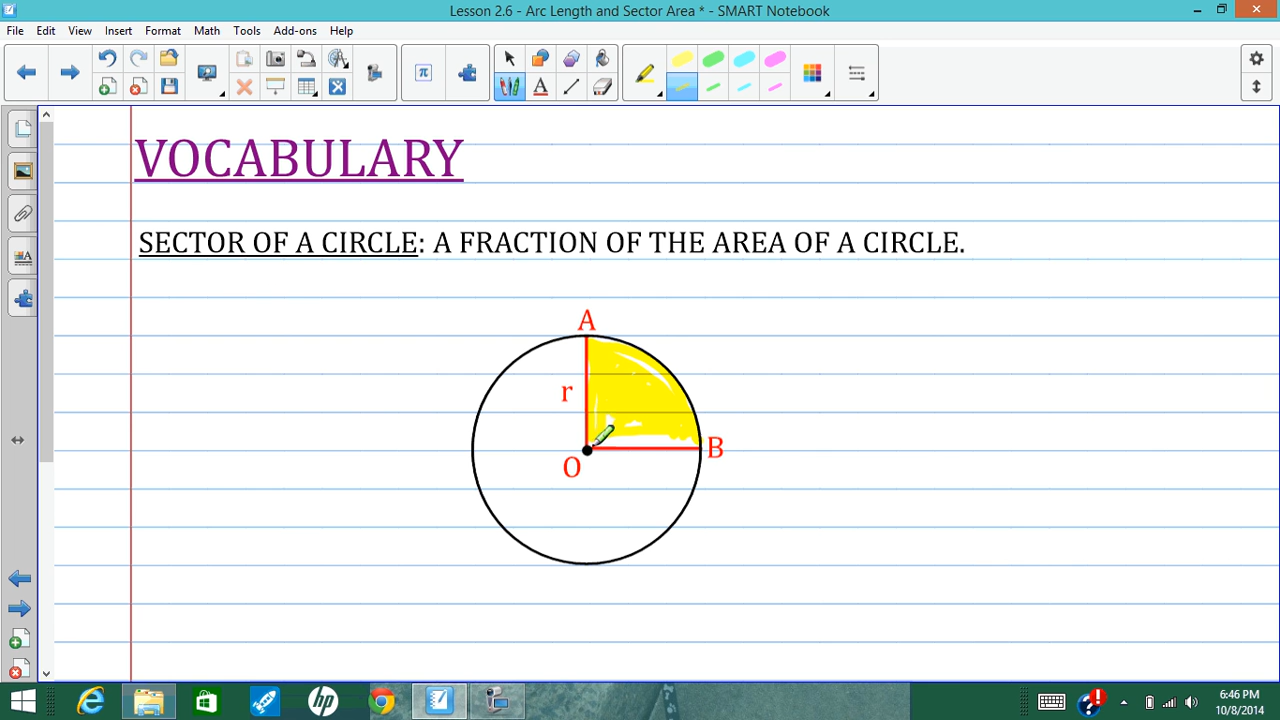 Lesson 2.6 - Arc Length and Sector Area * - SMART Notebook
File Edit View Insert Format Math Tools Add-ons Help
π
A
VOCABULARY
SECTOR OF A CIRCLE: A FRACTION OF THE AREA OF A CIRCLE.
A
r
B
O
hp
6:46 PM
10/8/2014